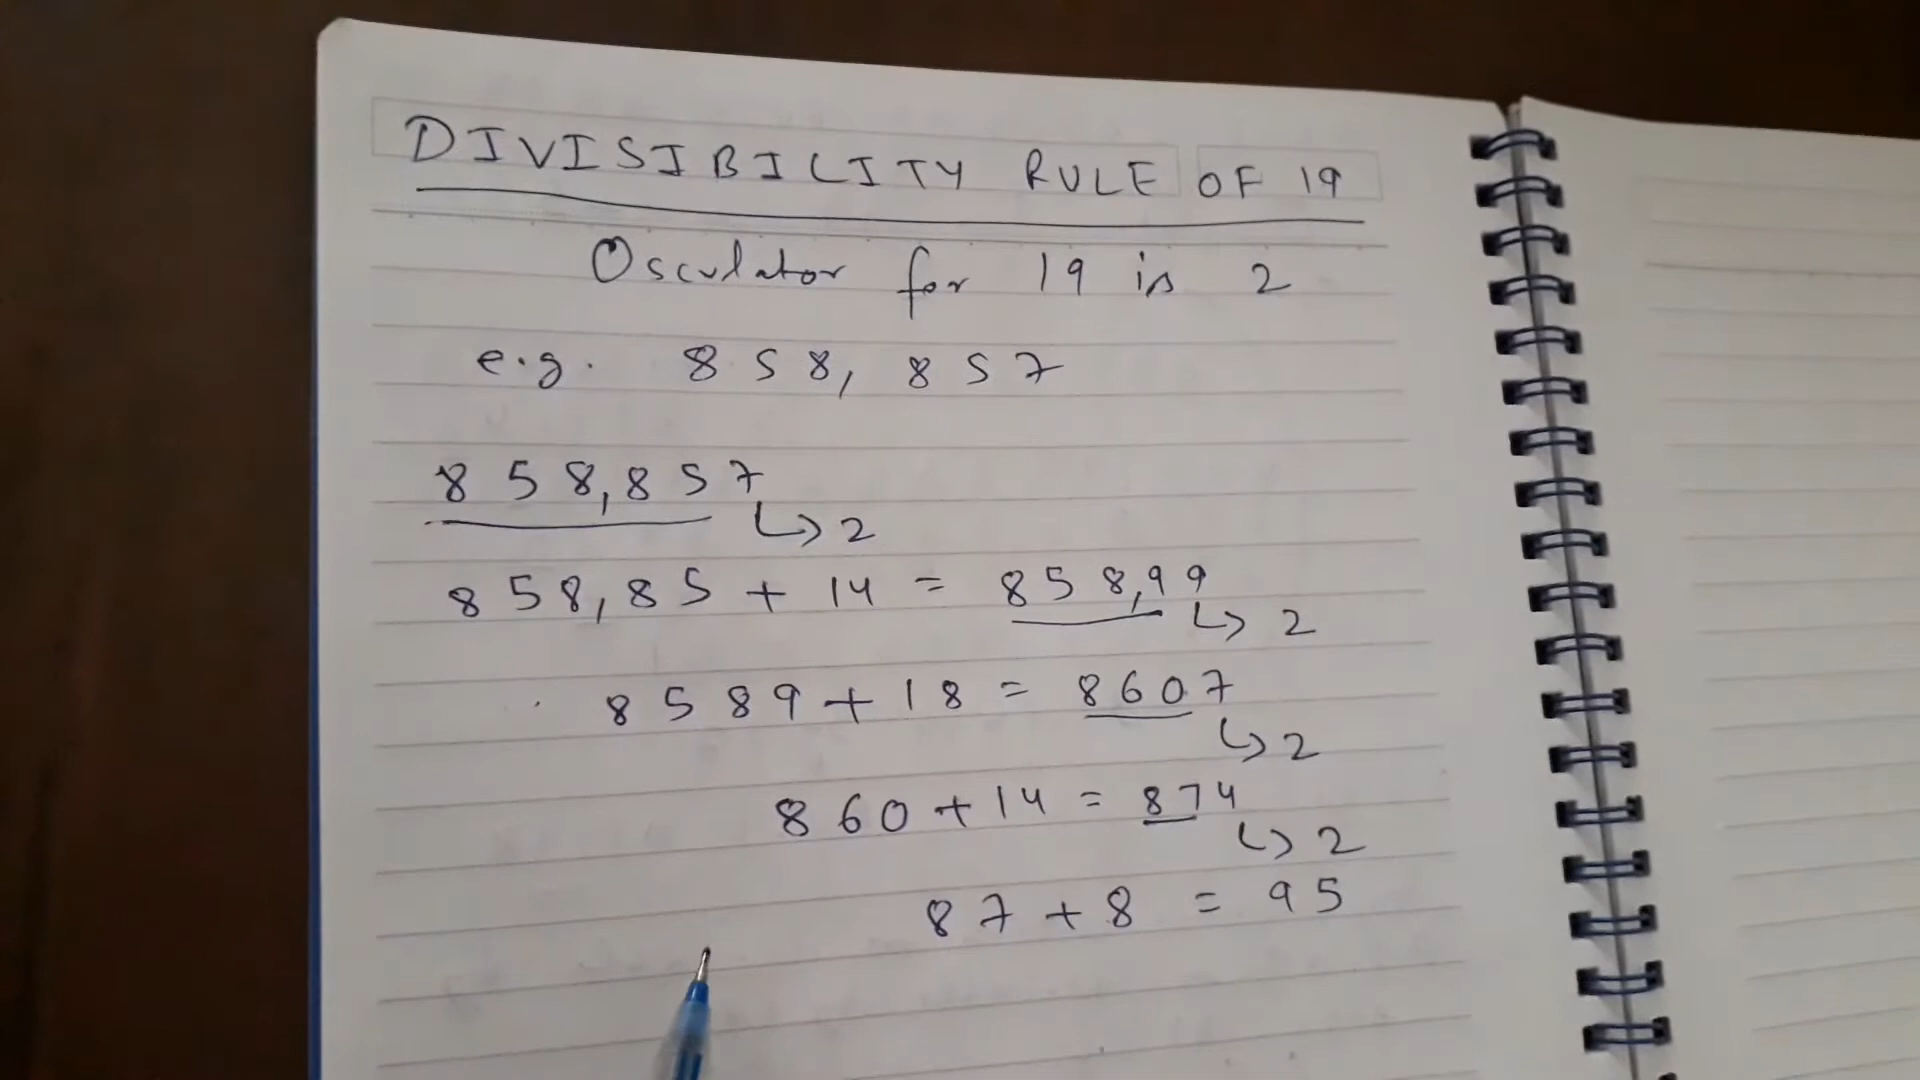 DIVISIBILITY RULE OF 19
Osculator for 19 is 2
e.g. 858, 857
858,857
↳ 2
858,85 + 14 = 858,99
↳ 2
8589 + 18 = 8607
↳ 2
860 + 14 = 874
↳ 2
87 + 8 = 95